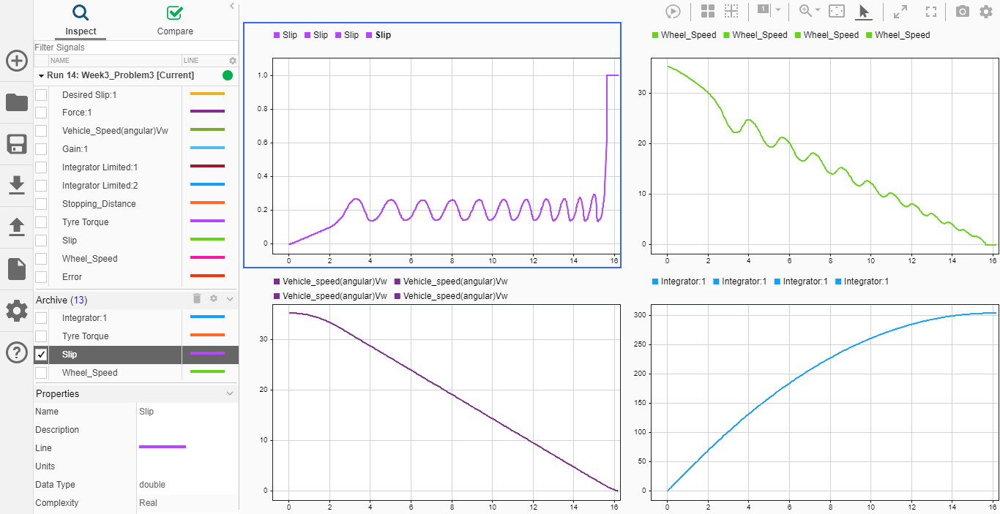 Inspect
Compare
Filter Signals
NAME LINE
Run 14: Week3_Problem3 [Current]
Desired Slip:1
Force:1
Vehicle_Speed(angular)Vw
Gain:1
Integrator Limited:1
Integrator Limited:2
Stopping_Distance
Tyre Torque
Slip
Wheel_Speed
Error
Archive (13)
Integrator:1
Tyre Torque
Slip
Wheel_Speed
Properties
Name Slip
Description
Line
Units
Data Type double
Complexity Real
1
Slip Slip Slip Slip
1.0
0.8
0.6
0.4
0.2
0
0 2 4 6 8 10 12 14 16
Wheel_Speed Wheel_Speed Wheel_Speed Wheel_Speed
30
20
10
0
0 2 4 6 8 10 12 14 16
Vehicle_speed(angular)Vw Vehicle_speed(angular)Vw
Vehicle_speed(angular)Vw Vehicle_speed(angular)Vw
30
20
10
0
0 2 4 6 8 10 12 14 16
Integrator:1 Integrator:1 Integrator:1 Integrator:1
300
250
200
150
100
50
0
0 2 4 6 8 10 12 14 16